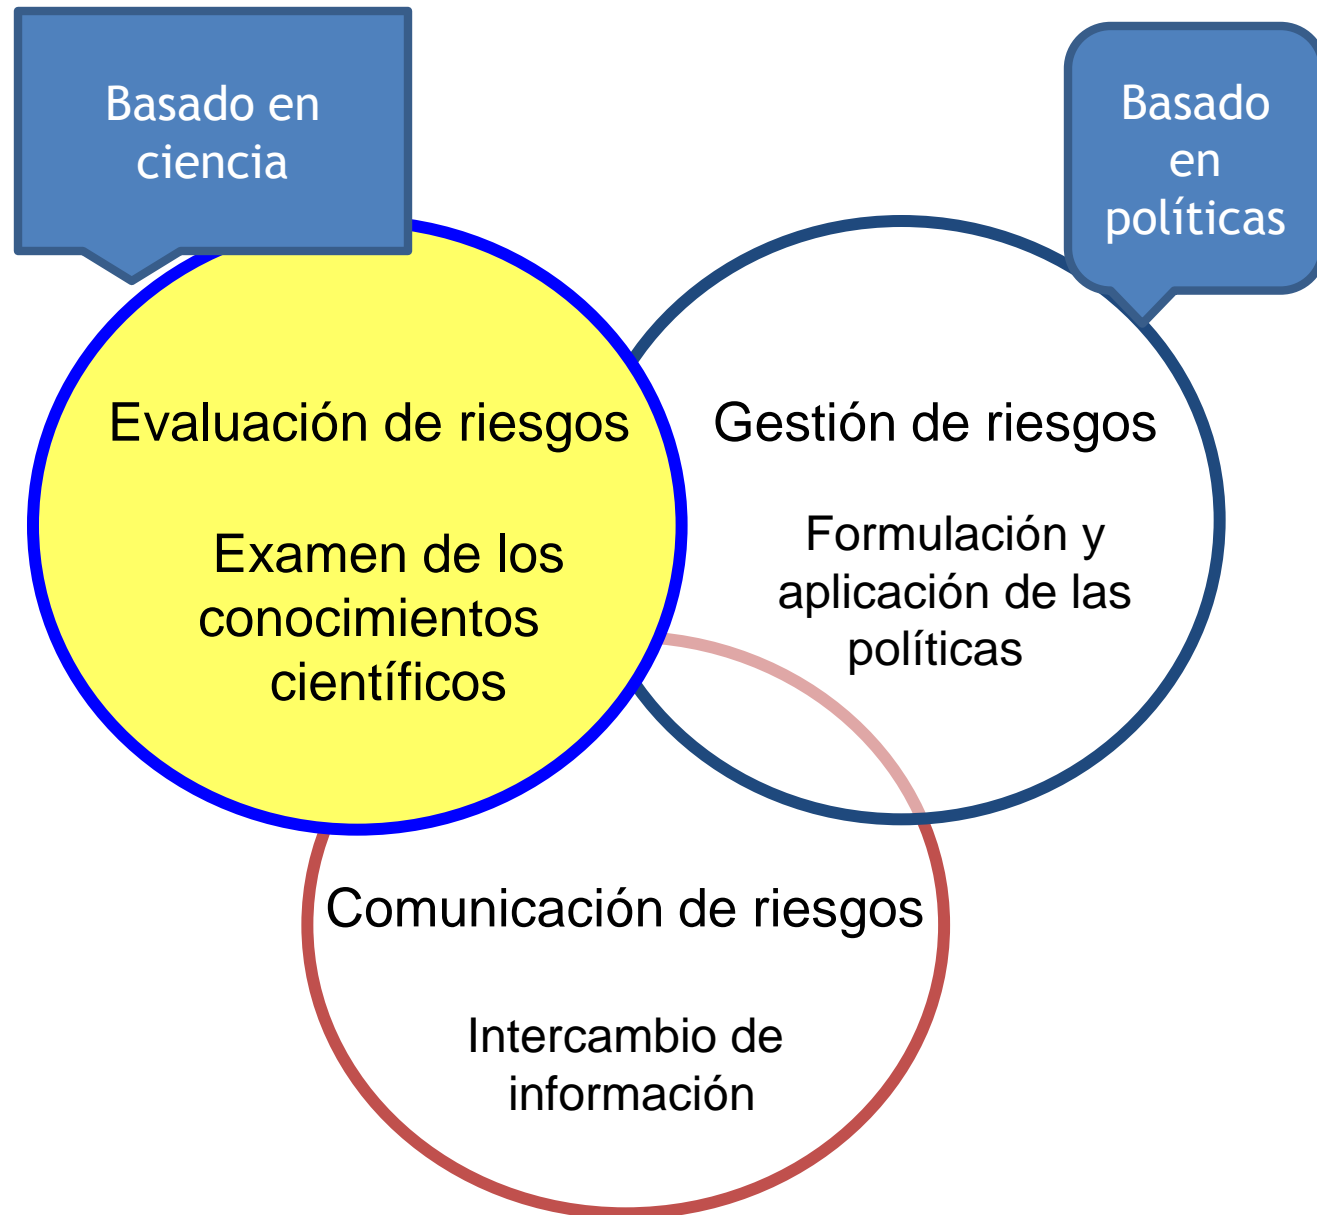 Basado en
ciencia
Basado
en
políticas
Evaluación de riesgos
Examen de los
conocimientos
científicos
Gestión de riesgos
Formulación y
aplicación de las
políticas
Comunicación de riesgos
Intercambio de
información